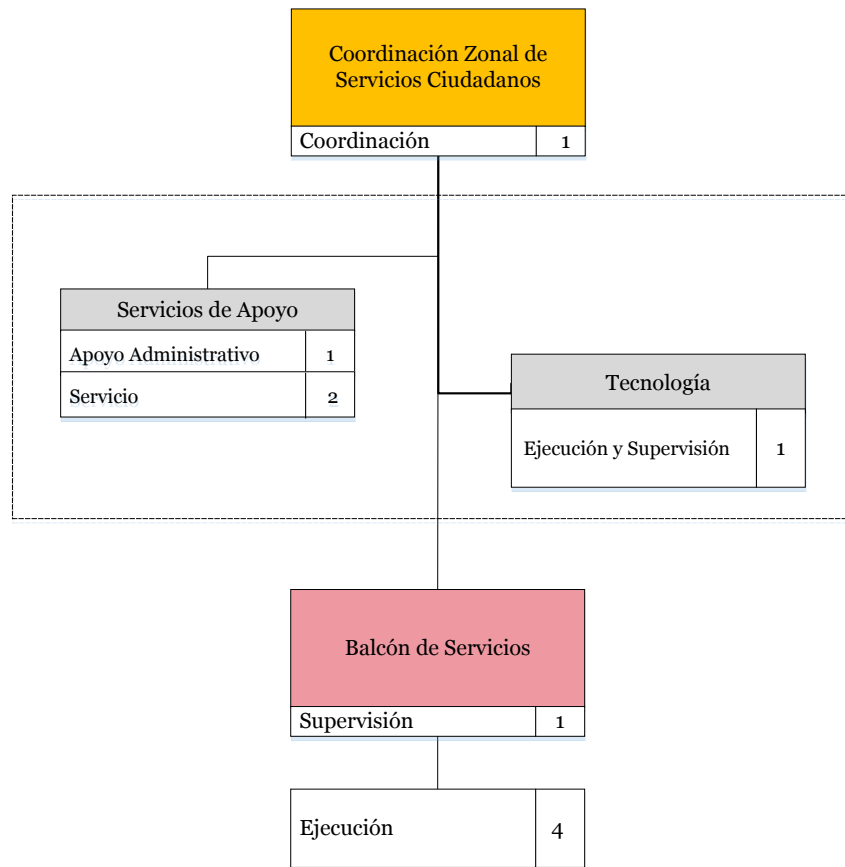 Coordinación Zonal de
Servicios Ciudadanos
Coordinación 1
Servicios de Apoyo
Apoyo Administrativo 1
Servicio 2
Tecnología
Ejecución y Supervisión 1
Balcón de Servicios
Supervisión 1
Ejecución 4